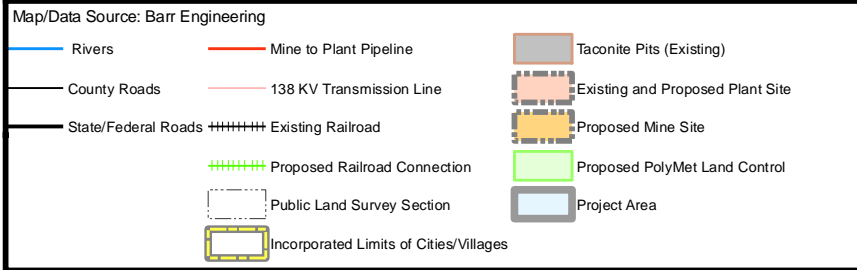 Map/Data Source: Barr Engineering
Rivers
Mine to Plant Pipeline
Taconite Pits (Existing)
County Roads
138 KV Transmission Line
Existing and Proposed Plant Site
State/Federal Roads
Existing Railroad
Proposed Mine Site
Proposed Railroad Connection
Proposed PolyMet Land Control
Public Land Survey Section
Project Area
Incorporated Limits of Cities/Villages